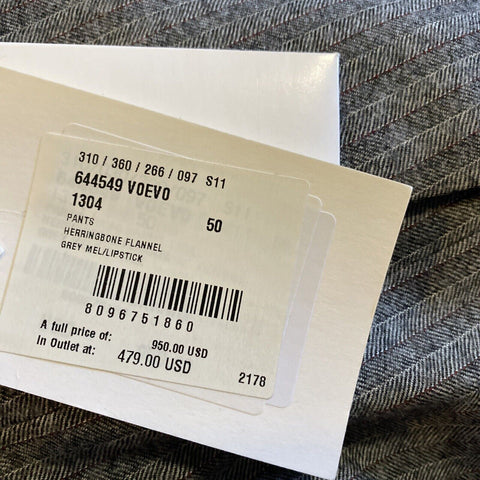 310 / 360 / 266 / 097 S11
644549 V0EV0
1304 50
PANTS
HERRINGBONE FLANNEL
GREY MEL/LIPSTICK
8096751860
A full price of: 950.00 USD
In Outlet at: 479.00 USD
2178